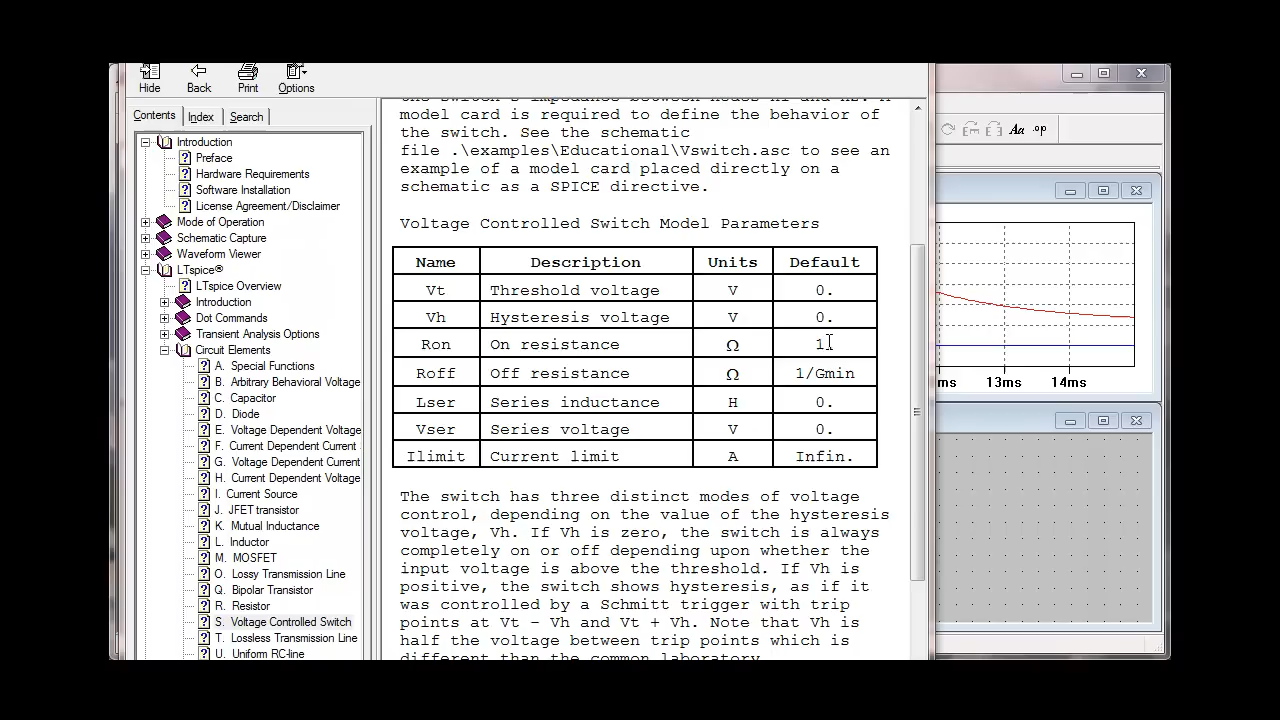 Hide Back Print Options
Contents Index Search
Introduction
Preface
Hardware Requirements
Software Installation
License Agreement/Disclaimer
Mode of Operation
Schematic Capture
Waveform Viewer
LTspice®
LTspice Overview
Introduction
Dot Commands
Transient Analysis Options
Circuit Elements
A. Special Functions
B. Arbitrary Behavioral Voltage
C. Capacitor
D. Diode
E. Voltage Dependent Voltage
F. Current Dependent Current
G. Voltage Dependent Current
H. Current Dependent Voltage
I. Current Source
J. JFET transistor
K. Mutual Inductance
L. Inductor
M. MOSFET
O. Lossy Transmission Line
Q. Bipolar Transistor
R. Resistor
S. Voltage Controlled Switch
T. Lossless Transmission Line
U. Uniform RC-line
model card is required to define the behavior of
the switch. See the schematic
file .\examples\Educational\Vswitch.asc to see an
example of a model card placed directly on a
schematic as a SPICE directive.
Voltage Controlled Switch Model Parameters
Name Description Units Default
Vt Threshold voltage V 0.
Vh Hysteresis voltage V 0.
Ron On resistance Ω 1
Roff Off resistance Ω 1/Gmin
Lser Series inductance H 0.
Vser Series voltage V 0.
Ilimit Current limit A Infin.
The switch has three distinct modes of voltage
control, depending on the value of the hysteresis
voltage, Vh. If Vh is zero, the switch is always
completely on or off depending upon whether the
input voltage is above the threshold. If Vh is
positive, the switch shows hysteresis, as if it
was controlled by a Schmitt trigger with trip
points at Vt - Vh and Vt + Vh. Note that Vh is
half the voltage between trip points which is
different than the common laboratory
Aa .op
ms 13ms 14ms